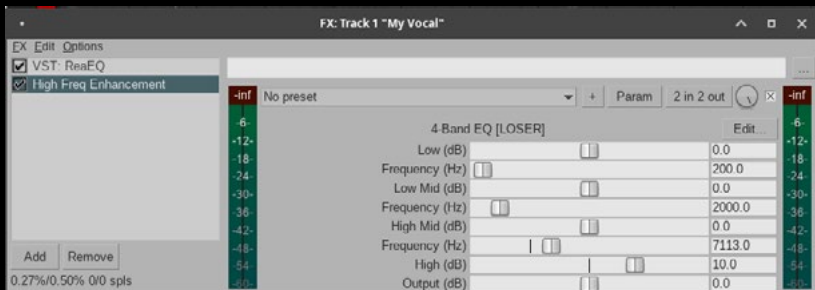 FX: Track 1 "My Vocal"
FX Edit Options
VST: ReaEQ
High Freq Enhancement
...
-inf No preset + Param 2 in 2 out -inf
4-Band EQ [LOSER] Edit...
Low (dB) 0.0
Frequency (Hz) 200.0
Low Mid (dB) 0.0
Frequency (Hz) 2000.0
High Mid (dB) 0.0
Frequency (Hz) 7113.0
High (dB) 10.0
Output (dB) 0.0
-6- -6-
-12- -12-
-18- -18-
-24- -24-
-30- -30-
-36- -36-
-42- -42-
-48- -48-
-54- -54-
-60- -60-
Add Remove
0.27%/0.50% 0/0 spls